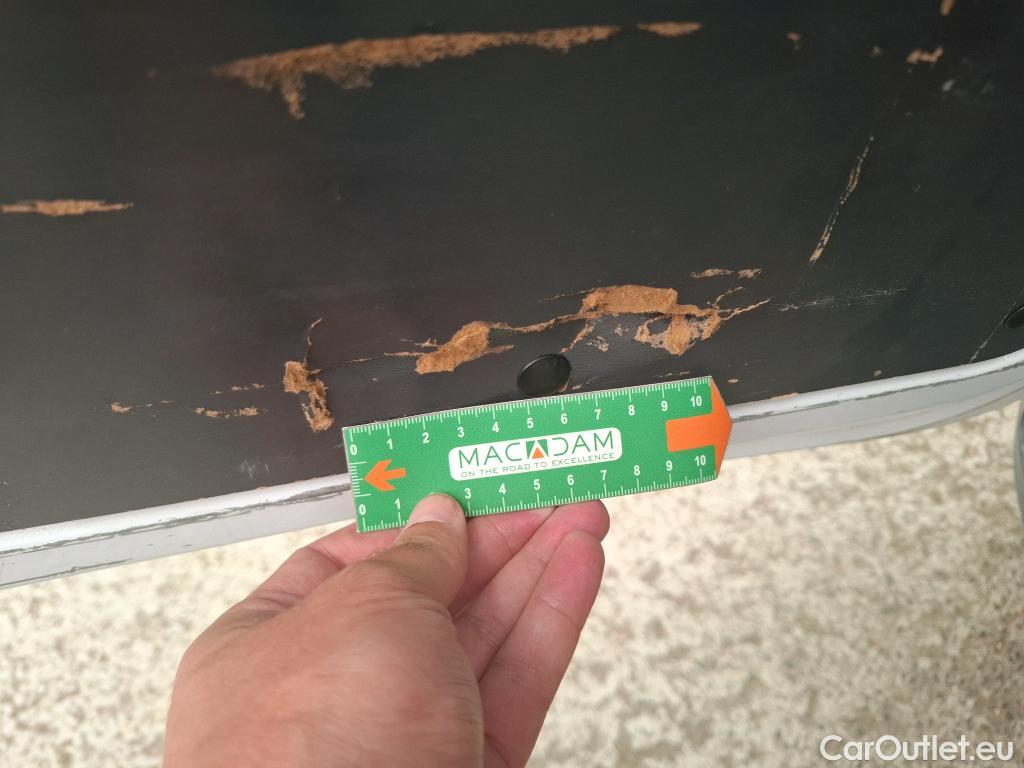 0 1 2 3 4 5 6 7 8 9 10
MACADAM
ON THE ROAD TO EXCELLENCE
0 1 3 4 5 6 7 8 9 10
CarOutlet.eu